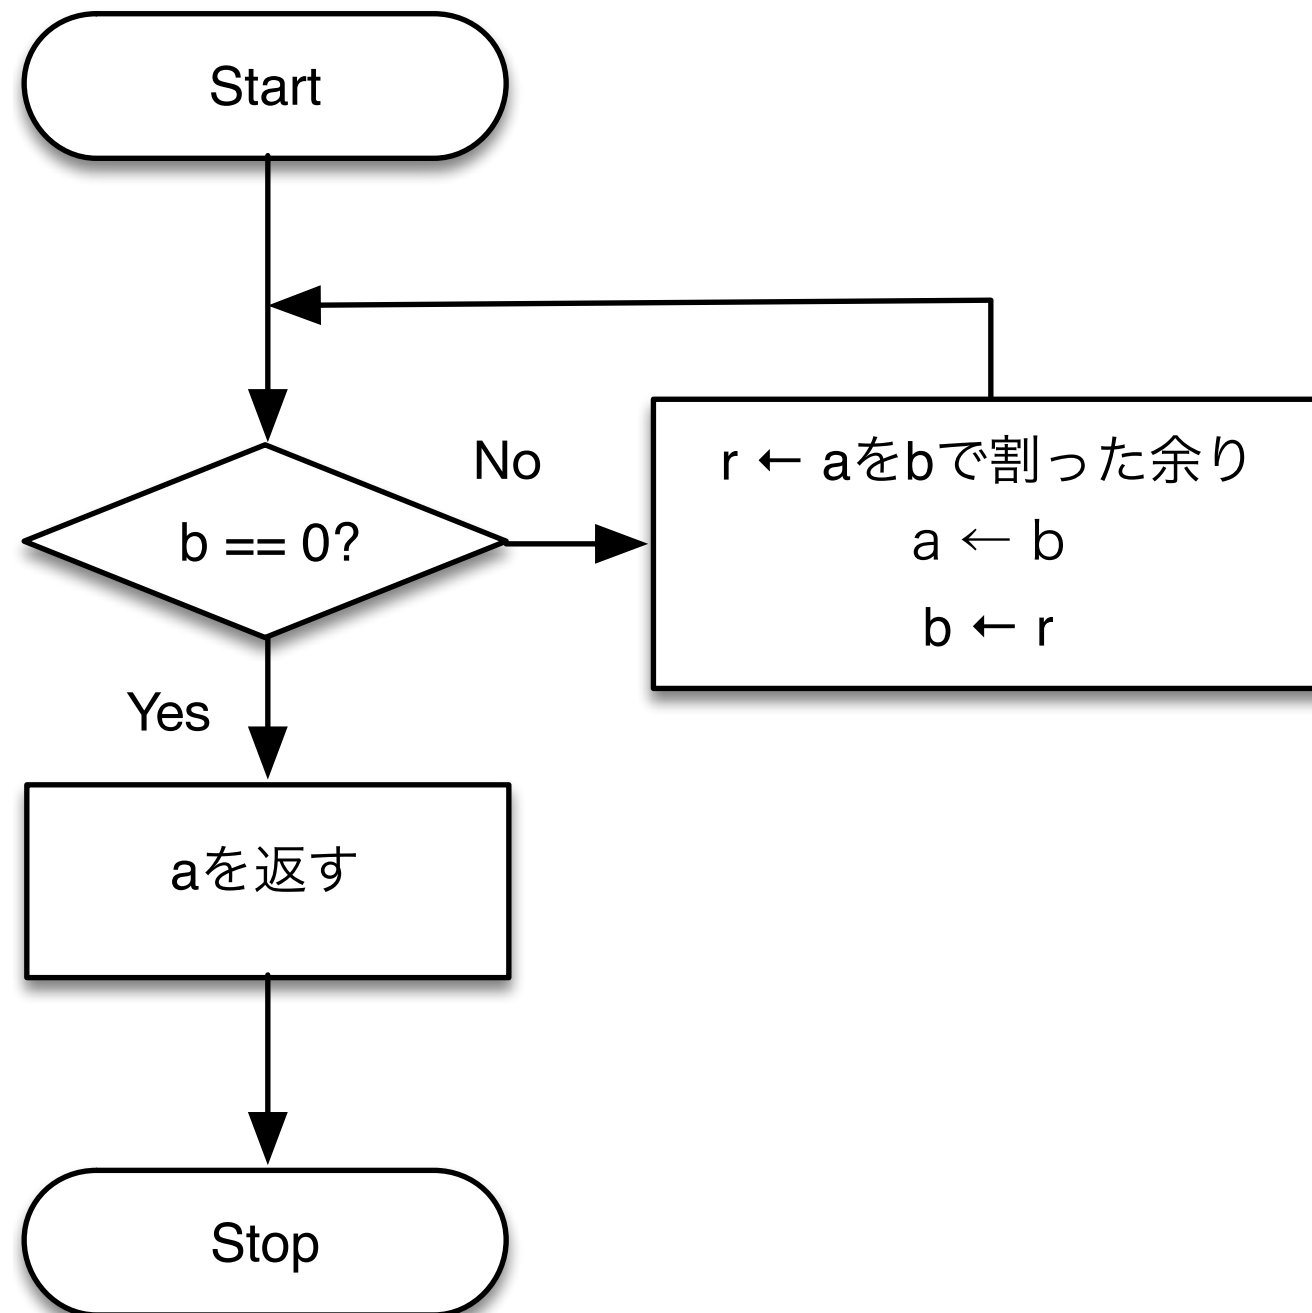 Start
No
b == 0?
r ← aをbで割った余り
a ← b
b ← r
Yes
aを返す
Stop